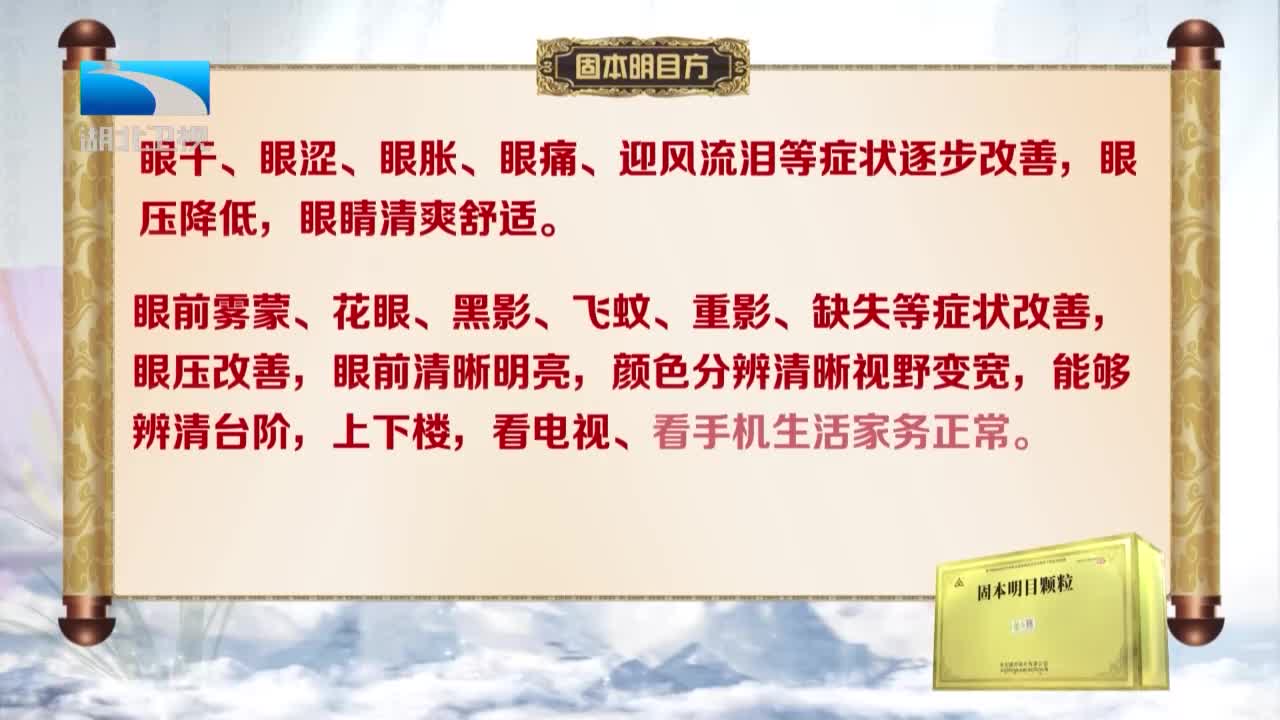 固本明目方
湖北卫视
眼干、眼涩、眼胀、眼痛、迎风流泪等症状逐步改善，眼
压降低，眼睛清爽舒适。
眼前雾蒙、花眼、黑影、飞蚊、重影、缺失等症状改善，
眼压改善，眼前清晰明亮，颜色分辨清晰视野变宽，能够
辨清台阶，上下楼，看电视、看手机生活家务正常。
固本明目颗粒